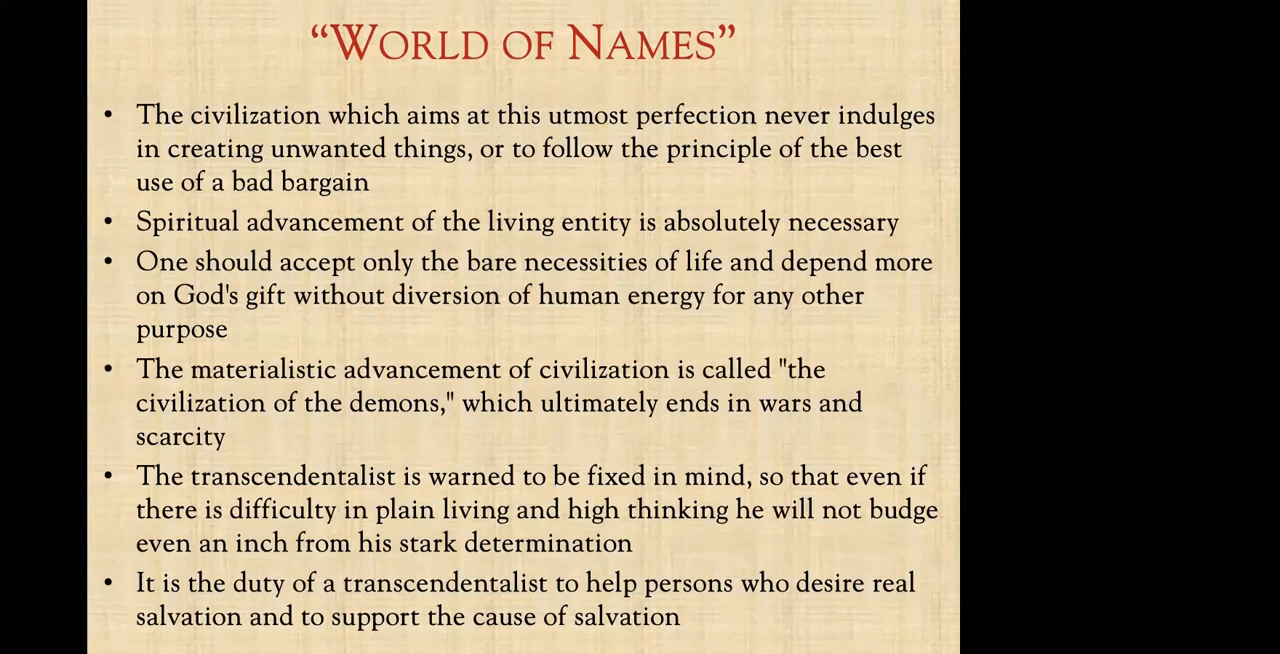 “WORLD OF NAMES”
• The civilization which aims at this utmost perfection never indulges
in creating unwanted things, or to follow the principle of the best
use of a bad bargain
• Spiritual advancement of the living entity is absolutely necessary
• One should accept only the bare necessities of life and depend more
on God's gift without diversion of human energy for any other
purpose
• The materialistic advancement of civilization is called "the
civilization of the demons," which ultimately ends in wars and
scarcity
• The transcendentalist is warned to be fixed in mind, so that even if
there is difficulty in plain living and high thinking he will not budge
even an inch from his stark determination
• It is the duty of a transcendentalist to help persons who desire real
salvation and to support the cause of salvation